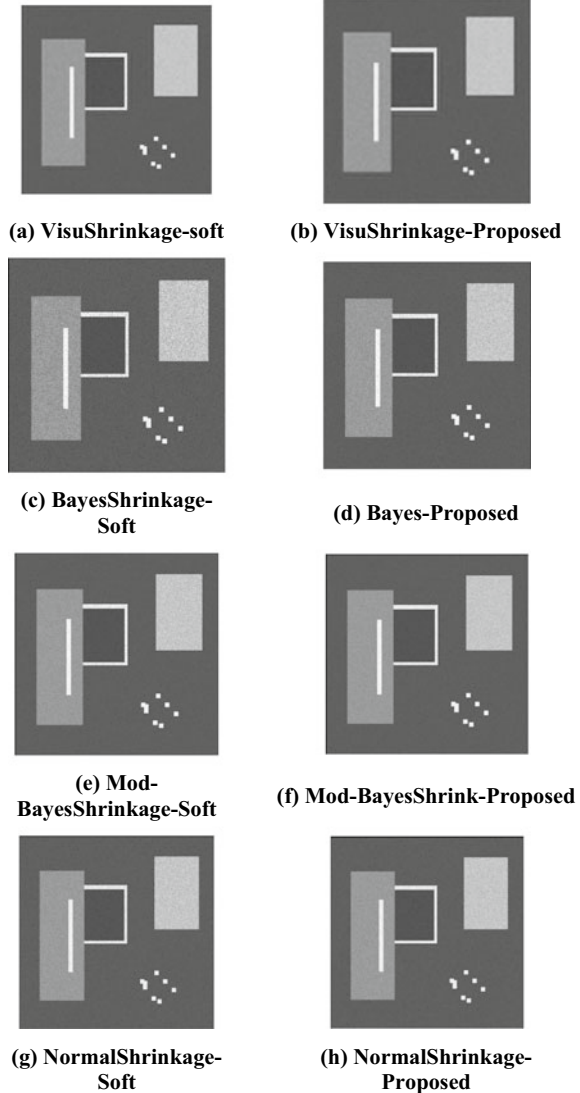 (a) VisuShrinkage-soft
(b) VisuShrinkage-Proposed
(c) BayesShrinkage-
Soft
(d) Bayes-Proposed
(e) Mod-
BayesShrinkage-Soft
(f) Mod-BayesShrink-Proposed
(g) NormalShrinkage-
Soft
(h) NormalShrinkage-
Proposed